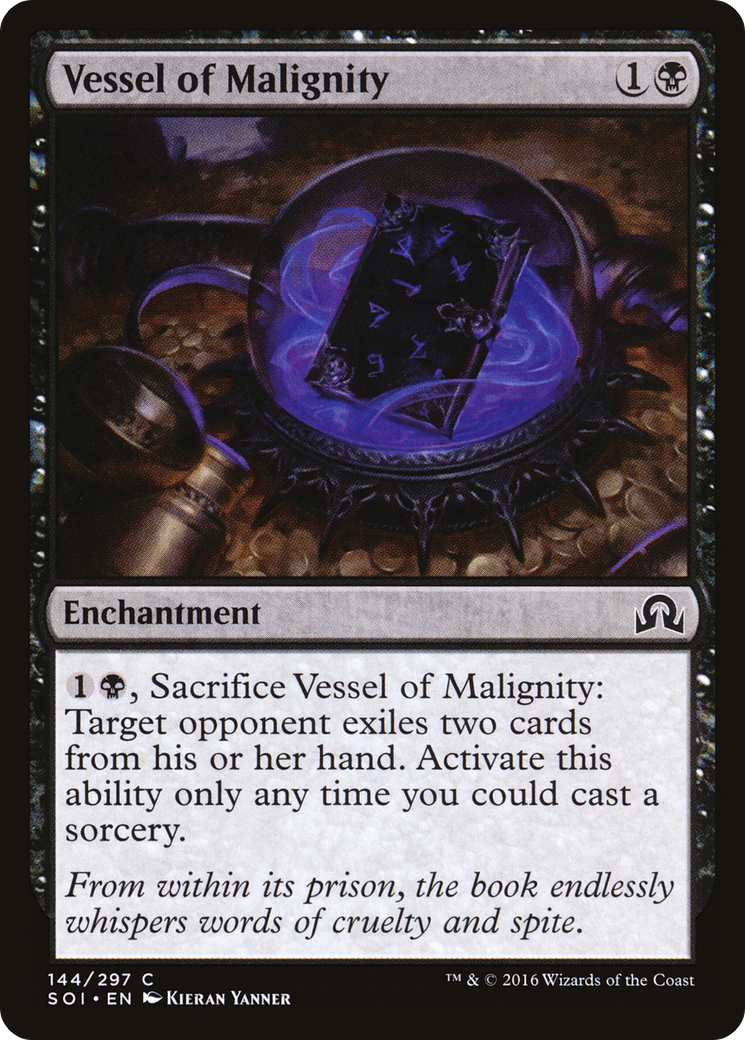 Vessel of Malignity 1
Enchantment
1, Sacrifice Vessel of Malignity:
Target opponent exiles two cards
from his or her hand. Activate this
ability only any time you could cast a
sorcery.
From within its prison, the book endlessly
whispers words of cruelty and spite.
144/297 C
SOI • EN Kieran Yanner
™ & © 2016 Wizards of the Coast